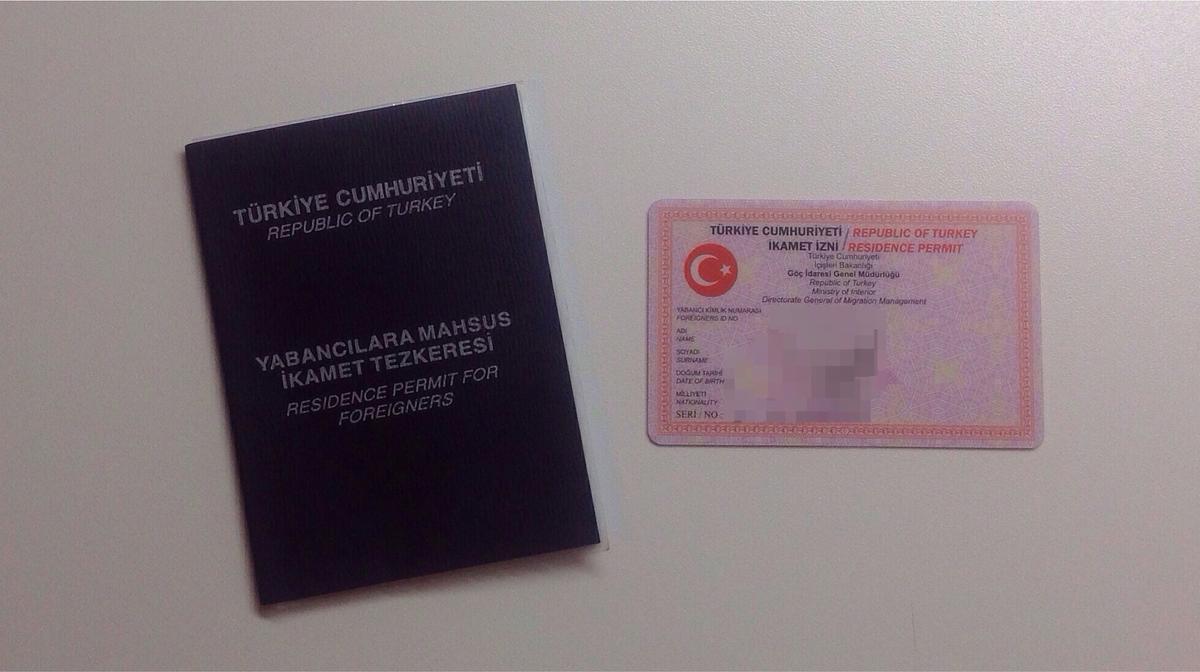 TÜRKİYE CUMHURİYETİ
REPUBLIC OF TURKEY
YABANCILARA MAHSUS
İKAMET TEZKERESİ
RESIDENCE PERMIT FOR
FOREIGNERS
TÜRKİYE CUMHURİYETİ / REPUBLIC OF TURKEY
İKAMET İZNİ / RESIDENCE PERMIT
Türkiye Cumhuriyeti
İçişleri Bakanlığı
Göç İdaresi Genel Müdürlüğü
Republic of Turkey
Ministry of Interior
Directorate General of Migration Management
YABANCI KİMLİK NUMARASI
FOREIGNERS ID NO
ADI
NAME
SOYADI
SURNAME
DOĞUM TARİHİ
DATE OF BIRTH
MİLLİYETİ
NATIONALITY
SERİ / NO :